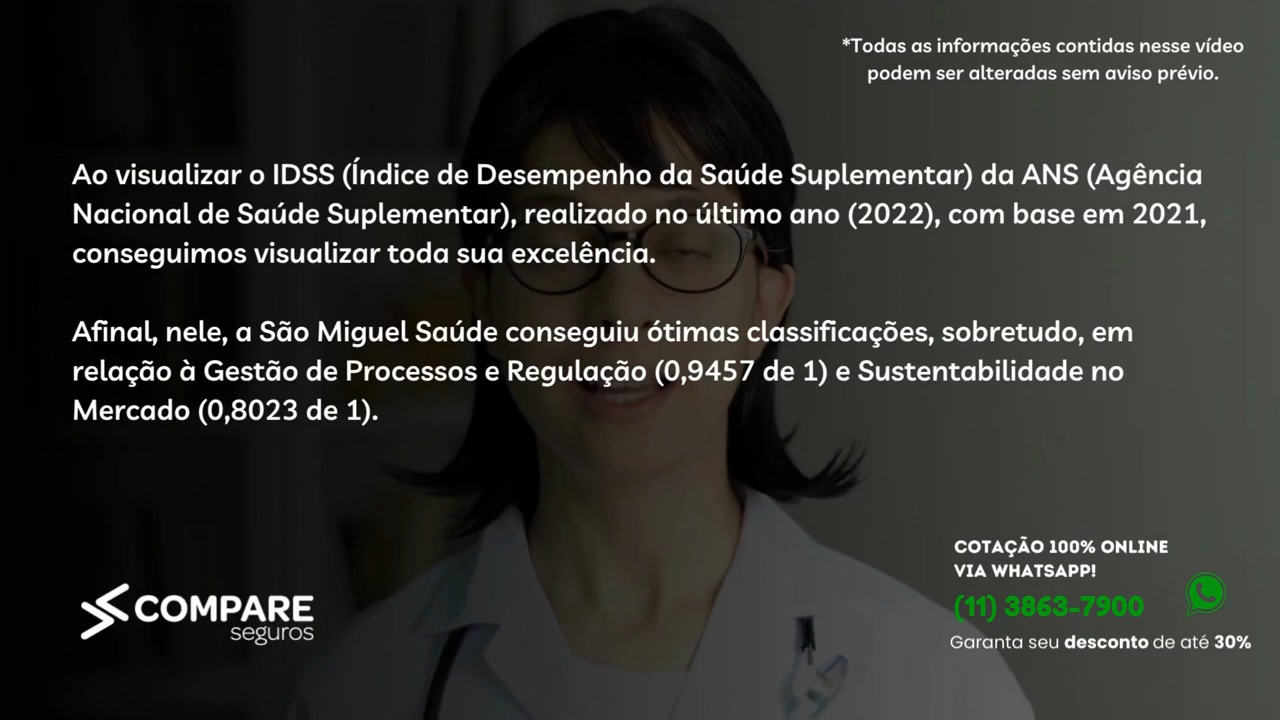 *Todas as informações contidas nesse vídeo
podem ser alteradas sem aviso prévio.
Ao visualizar o IDSS (Índice de Desempenho da Saúde Suplementar) da ANS (Agência
Nacional de Saúde Suplementar), realizado no último ano (2022), com base em 2021,
conseguimos visualizar toda sua excelência.
Afinal, nele, a São Miguel Saúde conseguiu ótimas classificações, sobretudo, em
relação à Gestão de Processos e Regulação (0,9457 de 1) e Sustentabilidade no
Mercado (0,8023 de 1).
COMPARE
seguros
COTAÇÃO 100% ONLINE
VIA WHATSAPP!
(11) 3863-7900
Garanta seu desconto de até 30%